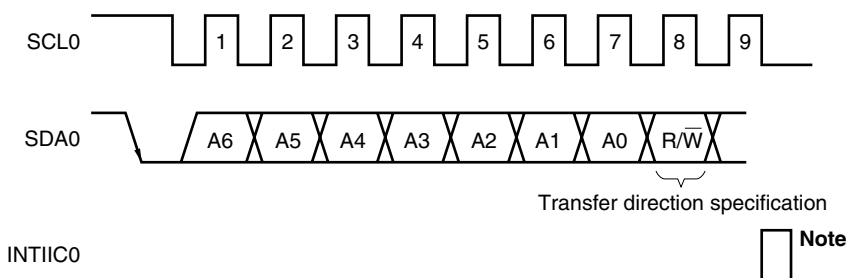 SCL0 1 2 3 4 5 6 7 8 9
SDA0 A6 A5 A4 A3 A2 A1 A0 R/W̅
Transfer direction specification
Note
INTIIC0